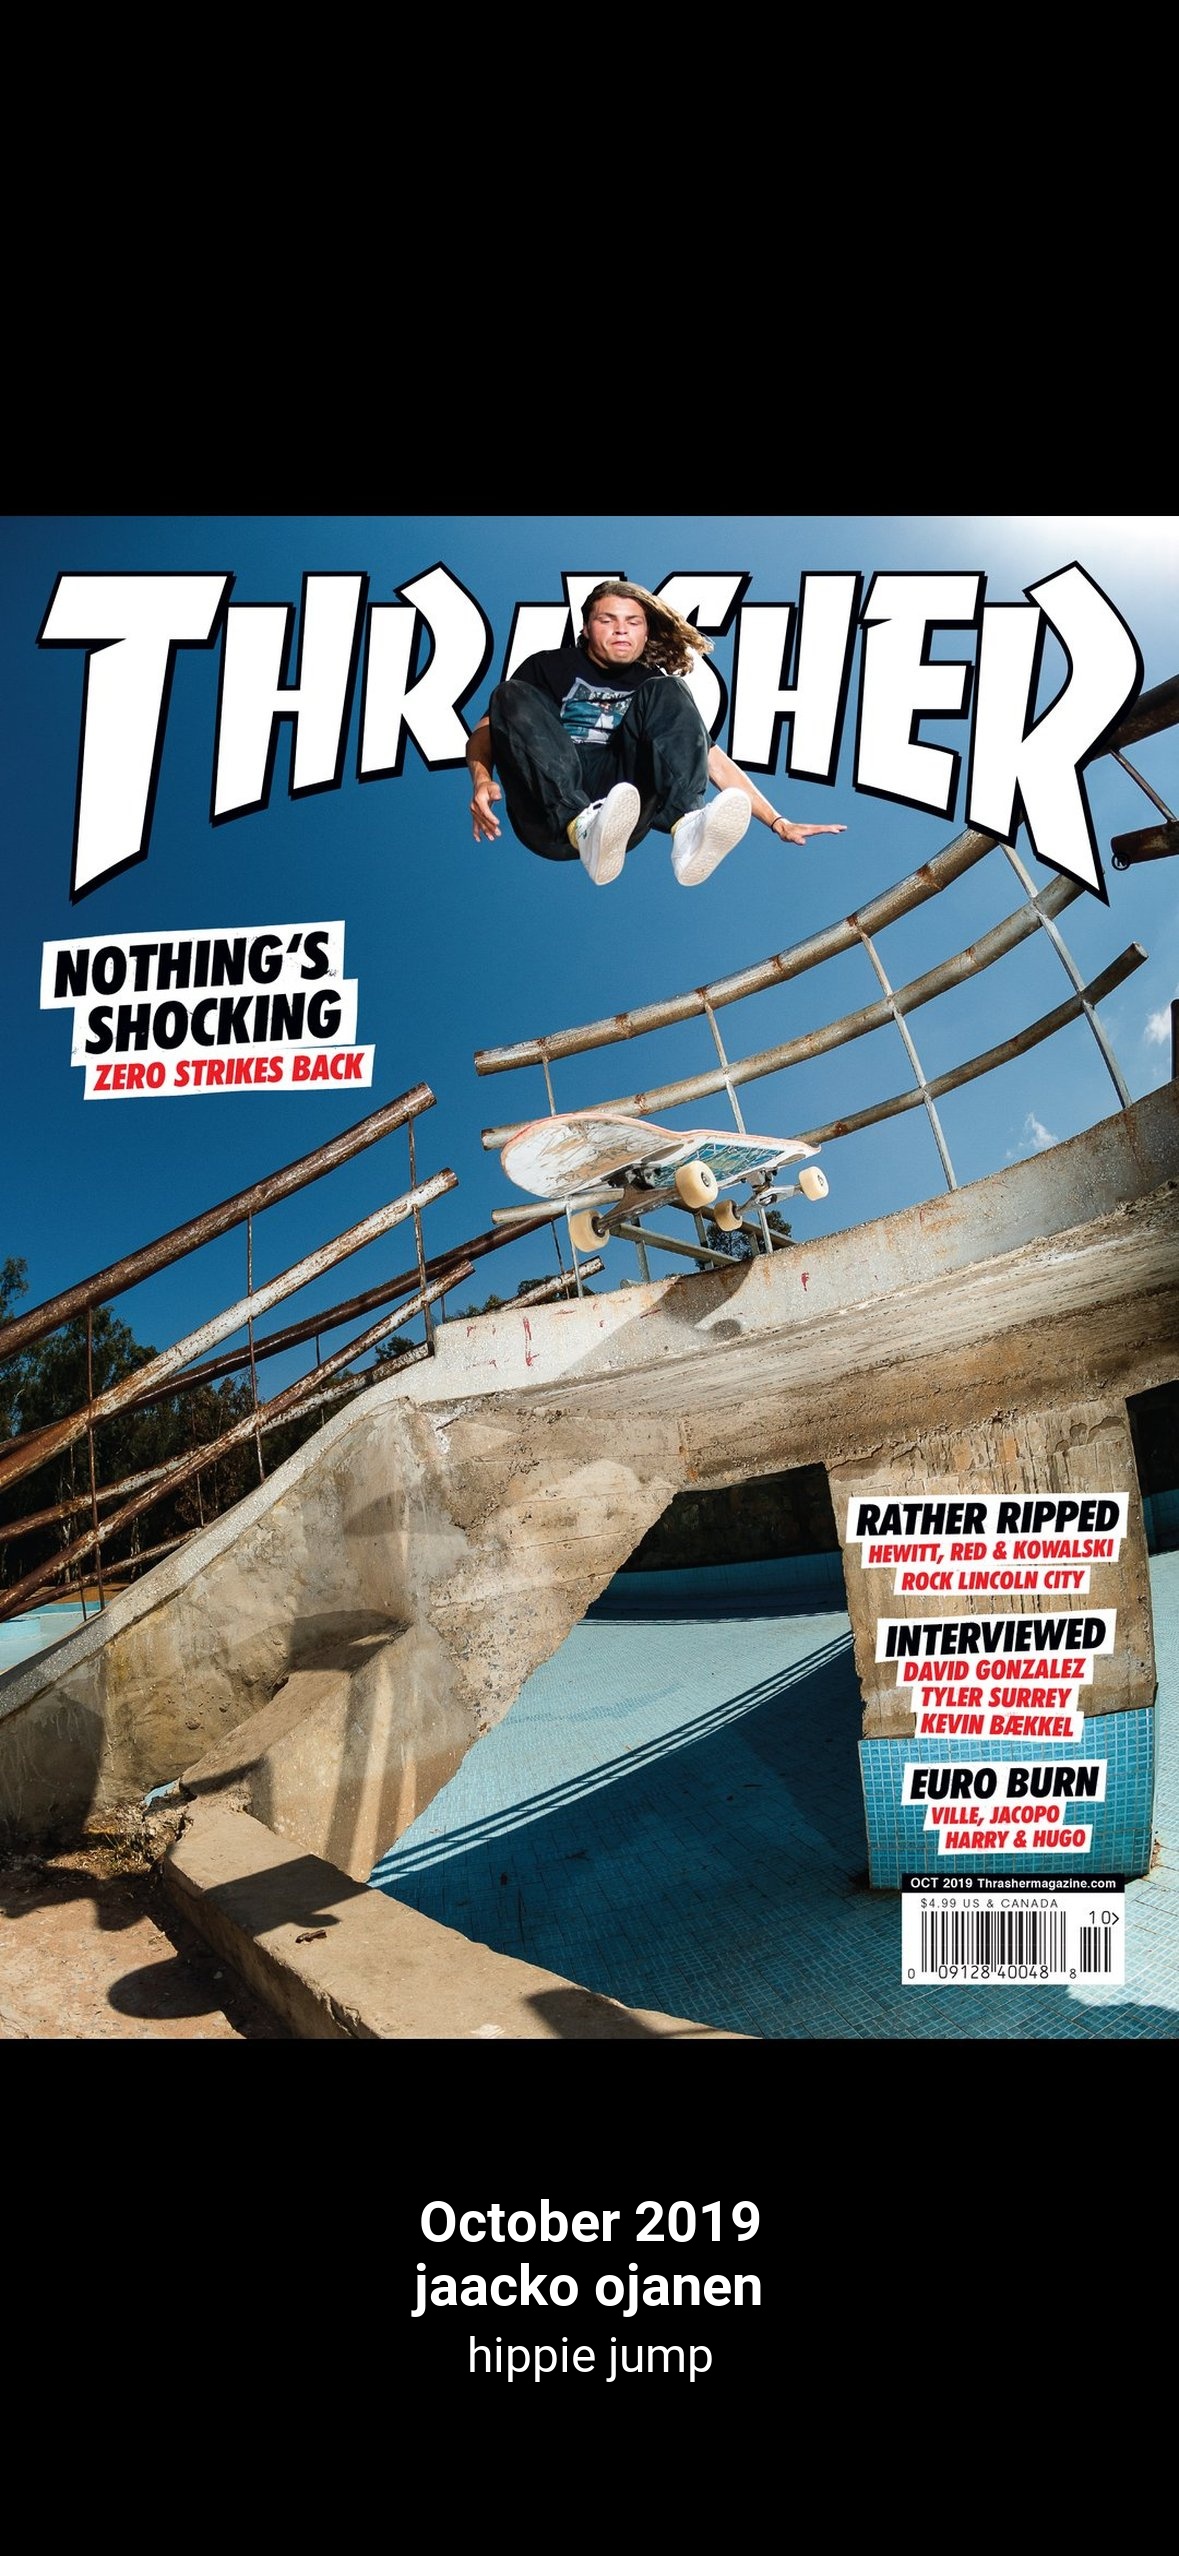 THRASHER
®
NOTHING'S
SHOCKING
ZERO STRIKES BACK
RATHER RIPPED
HEWITT, RED & KOWALSKI
ROCK LINCOLN CITY
INTERVIEWED
DAVID GONZALEZ
TYLER SURREY
KEVIN BÆKKEL
EURO BURN
VILLE, JACOPO
HARRY & HUGO
OCT 2019 Thrashermagazine.com
$4.99 US & CANADA
10>
0 09128 40048 8
October 2019
jaacko ojanen
hippie jump